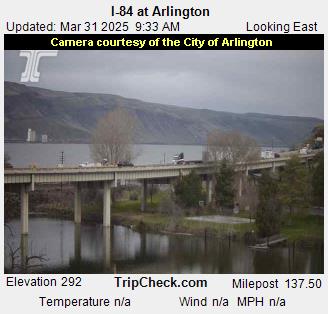 I-84 at Arlington
Updated: Mar 31 2025 9:33 AM Looking East
Camera courtesy of the City of Arlington
Elevation 292 TripCheck.com Milepost 137.50
Temperature n/a Wind n/a MPH n/a